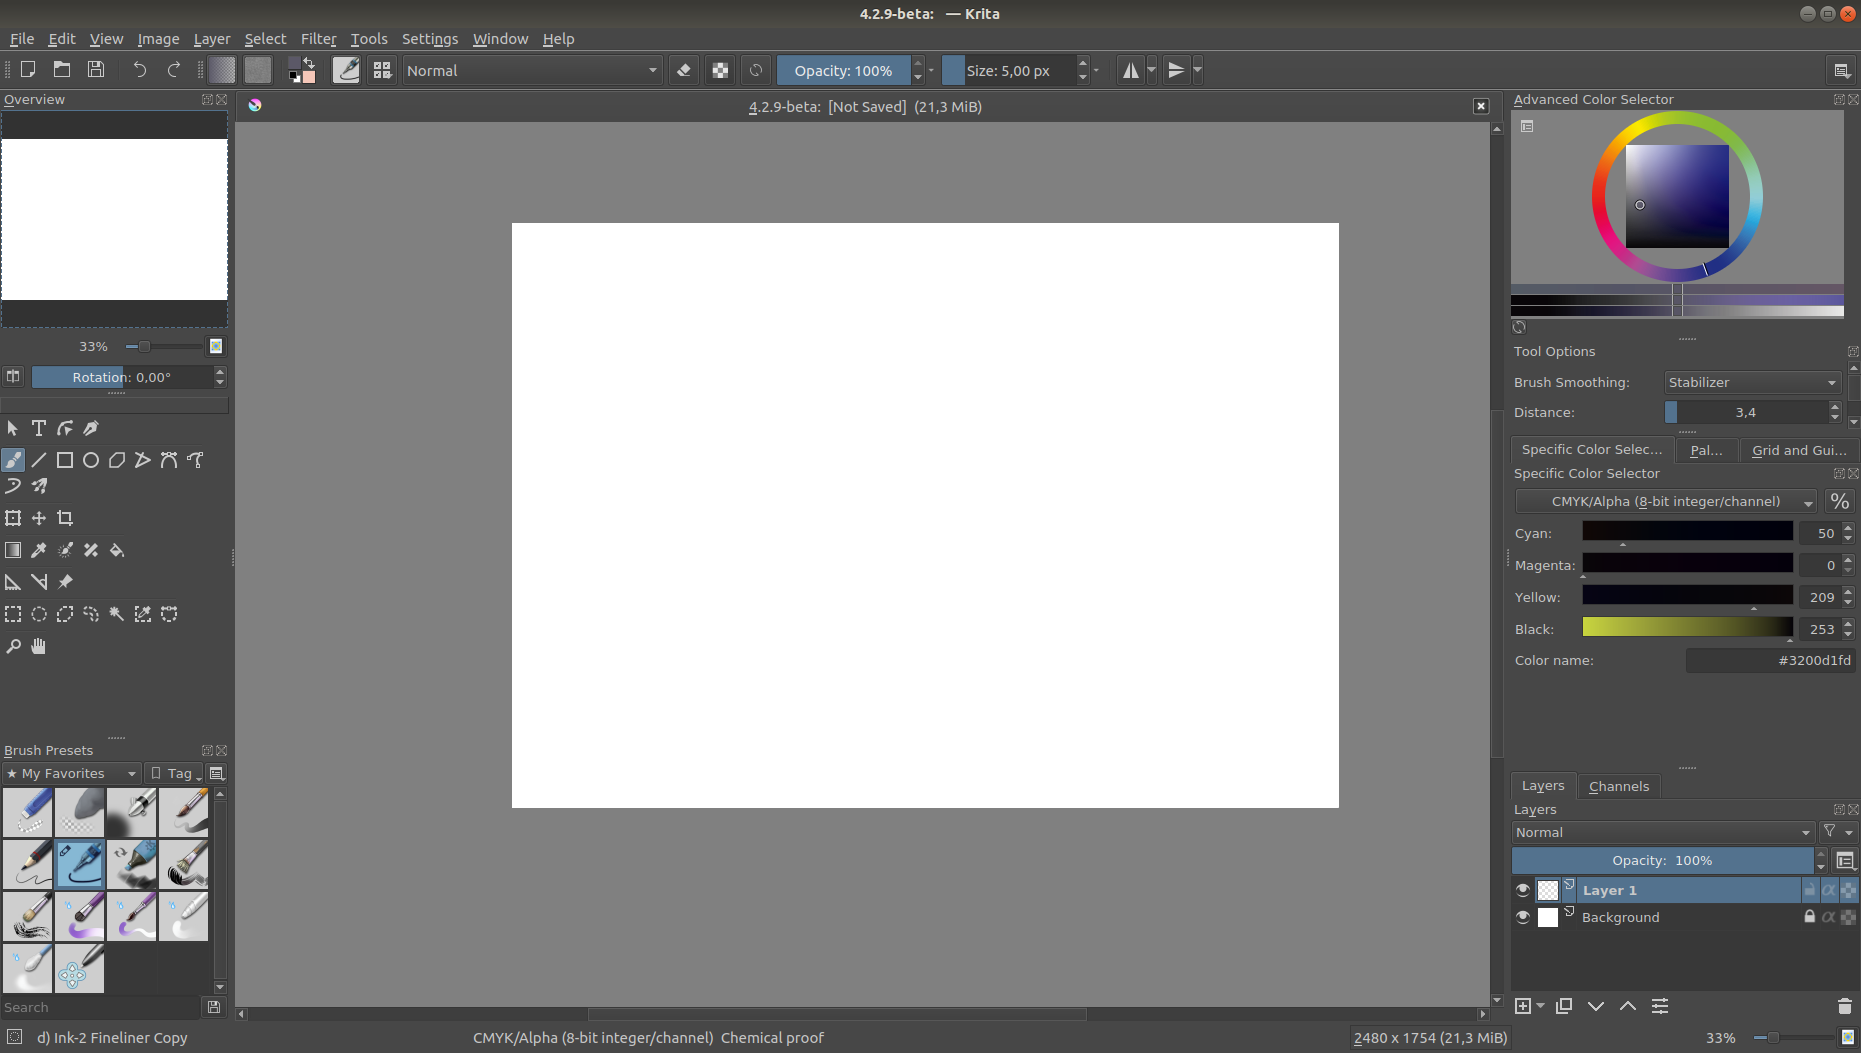 4.2.9-beta:   — Krita
File Edit View Image Layer Select Filter Tools Settings Window Help
Normal
Opacity: 100%
Size: 5,00 px
Overview
4.2.9-beta:  [Not Saved]  (21,3 MiB)
Advanced Color Selector
33%
Rotation: 0,00°
Tool Options
Brush Smoothing: Stabilizer
Distance: 3,4
Specific Color Selec... Pal... Grid and Gui...
Specific Color Selector
CMYK/Alpha (8-bit integer/channel) %
Cyan: 50
Magenta: 0
Yellow: 209
Black: 253
Color name: #3200d1fd
Brush Presets
★ My Favorites Tag
Search
Layers Channels
Layers
Normal
Opacity:  100%
Layer 1
Background
d) Ink-2 Fineliner Copy
CMYK/Alpha (8-bit integer/channel)  Chemical proof
2480 x 1754 (21,3 MiB)
33%